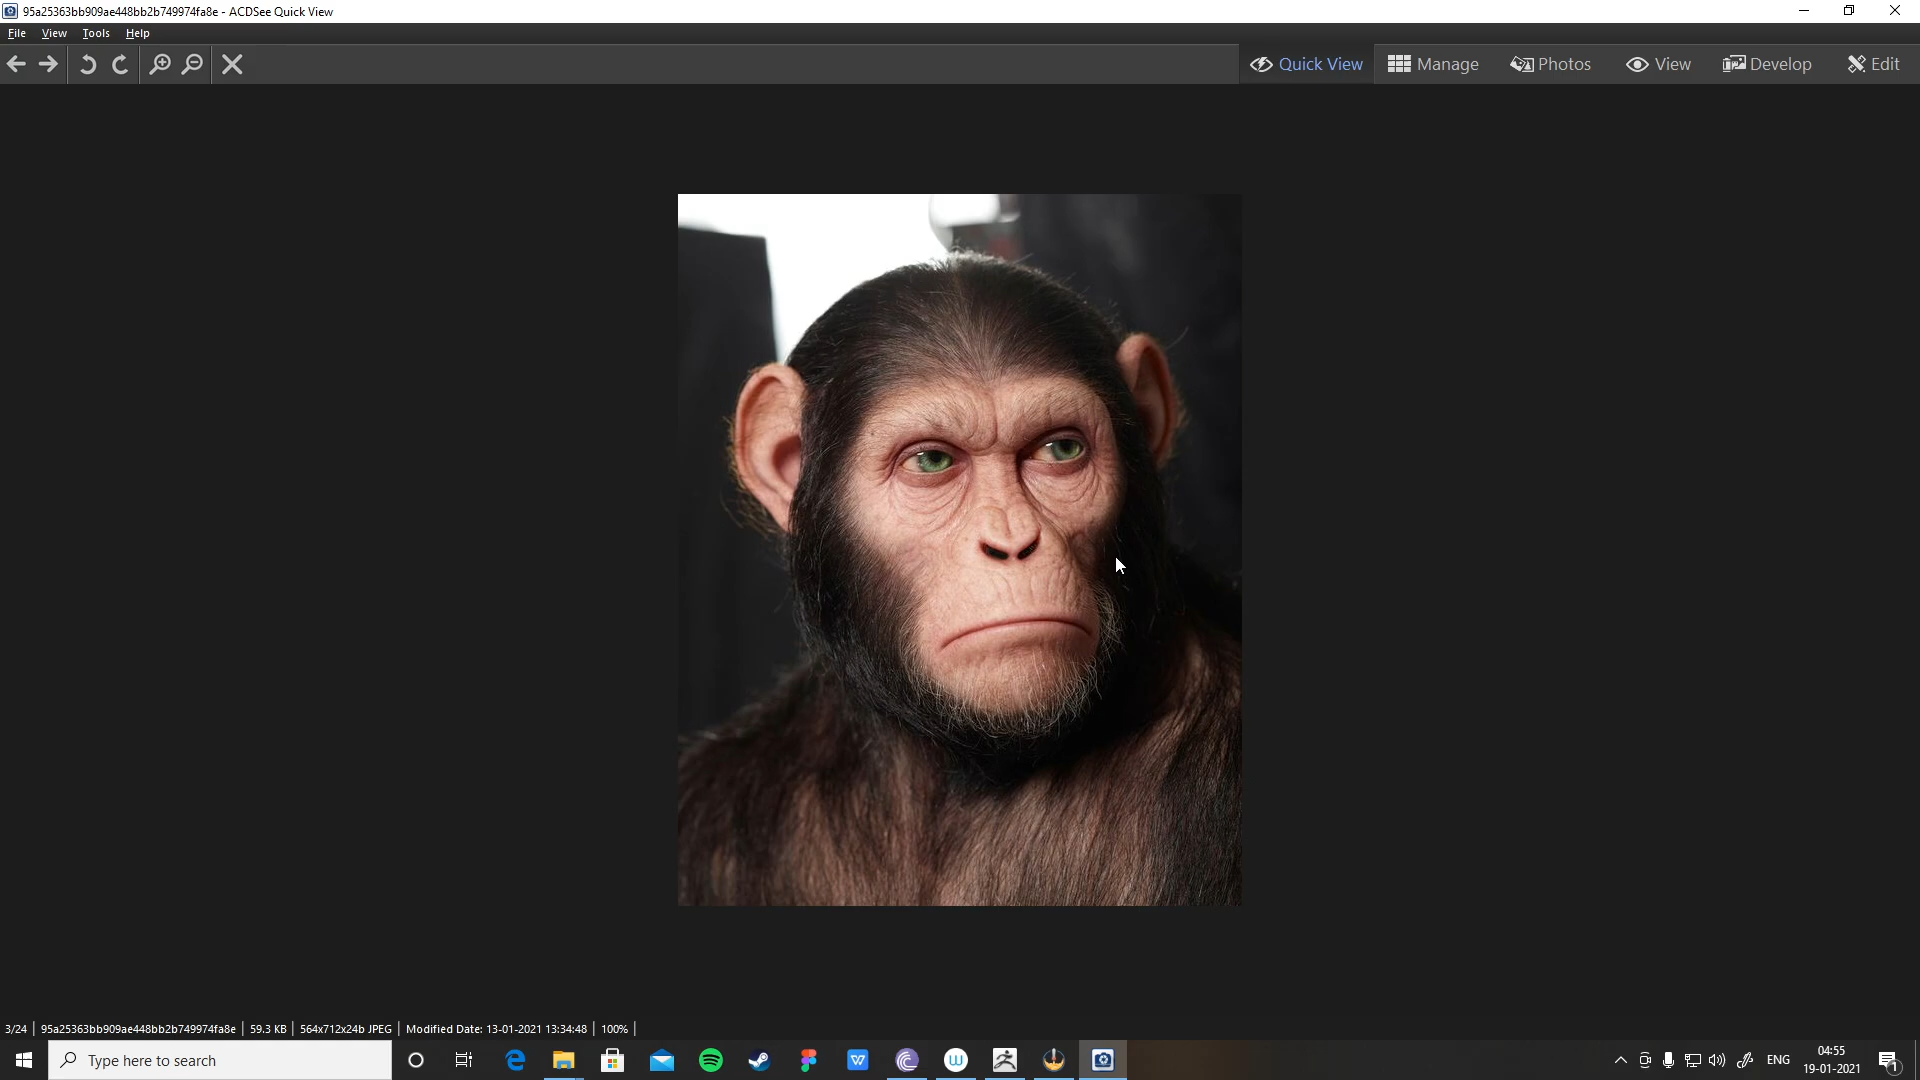 95a25363bb909ae448bb2b749974fa8e - ACDSee Quick View
File View Tools Help
Quick View Manage Photos View Develop Edit
3/24 95a25363bb909ae448bb2b749974fa8e 59.3 KB 564x712x24b JPEG Modified Date: 13-01-2021 13:34:48 100%
Type here to search
ENG
04:55
19-01-2021
1